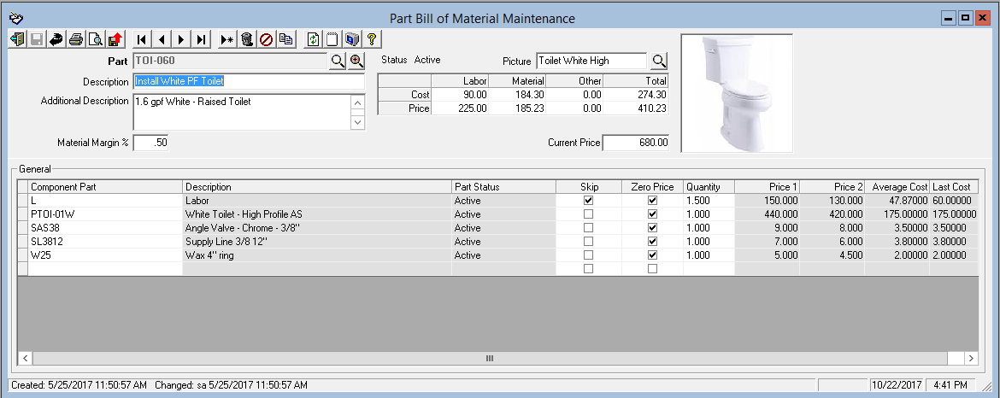 Part Bill of Material Maintenance
Part TOI-060 Status Active Picture Toilet White High
Description Install White PF Toilet
Additional Description 1.6 gpf White - Raised Toilet
Labor Material Other Total
Cost 90.00 184.30 0.00 274.30
Price 225.00 185.23 0.00 410.23
Material Margin % .50 Current Price 680.00
General
Component Part Description Part Status Skip Zero Price Quantity Price 1 Price 2 Average Cost Last Cost
L Labor Active 1.500 150.000 130.000 47.87000 60.00000
PTOI-01W White Toilet - High Profile AS Active 1.000 440.000 420.000 175.00000 175.00000
SAS38 Angle Valve - Chrome - 3/8" Active 1.000 9.000 8.000 3.50000 3.50000
SL3812 Supply Line 3/8 12" Active 1.000 7.000 6.000 3.80000 3.80000
W25 Wax 4" ring Active 1.000 5.000 4.500 2.00000 2.00000
Created: 5/25/2017 11:50:57 AM Changed: sa 5/25/2017 11:50:57 AM 10/22/2017 4:41 PM